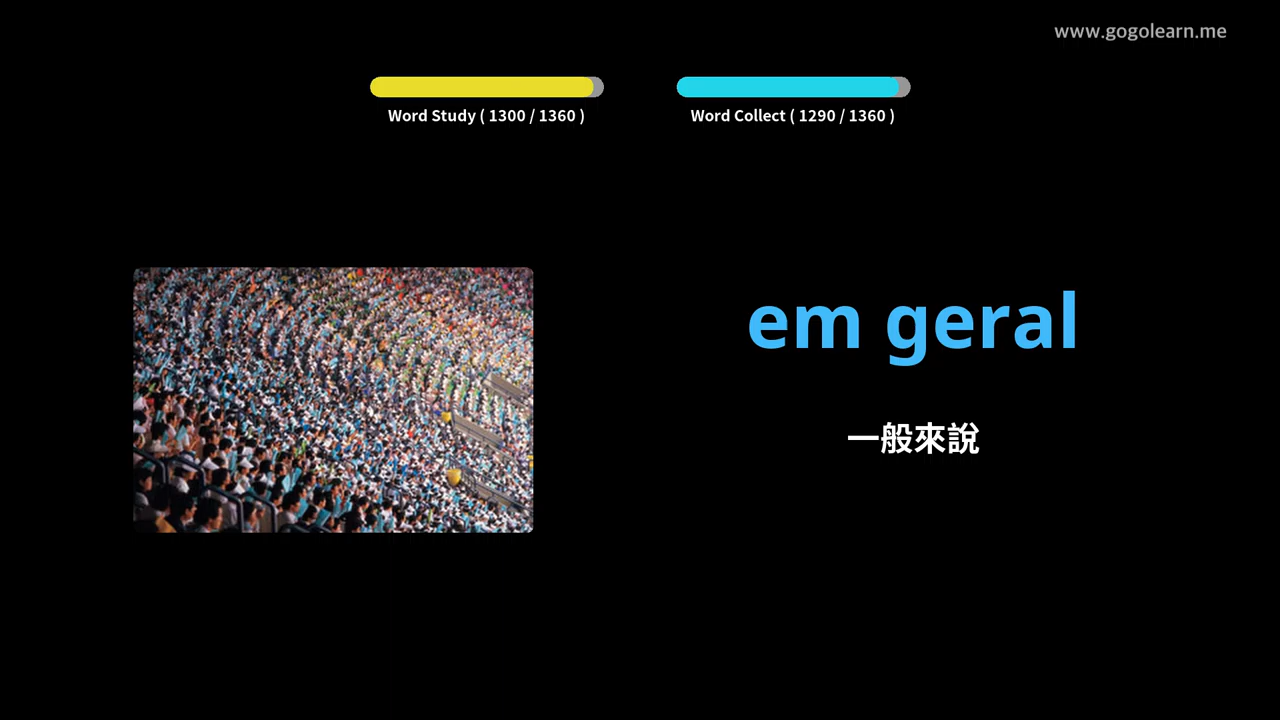 www.gogolearn.me
Word Study ( 1300 / 1360 )
Word Collect ( 1290 / 1360 )
em geral
一般來說